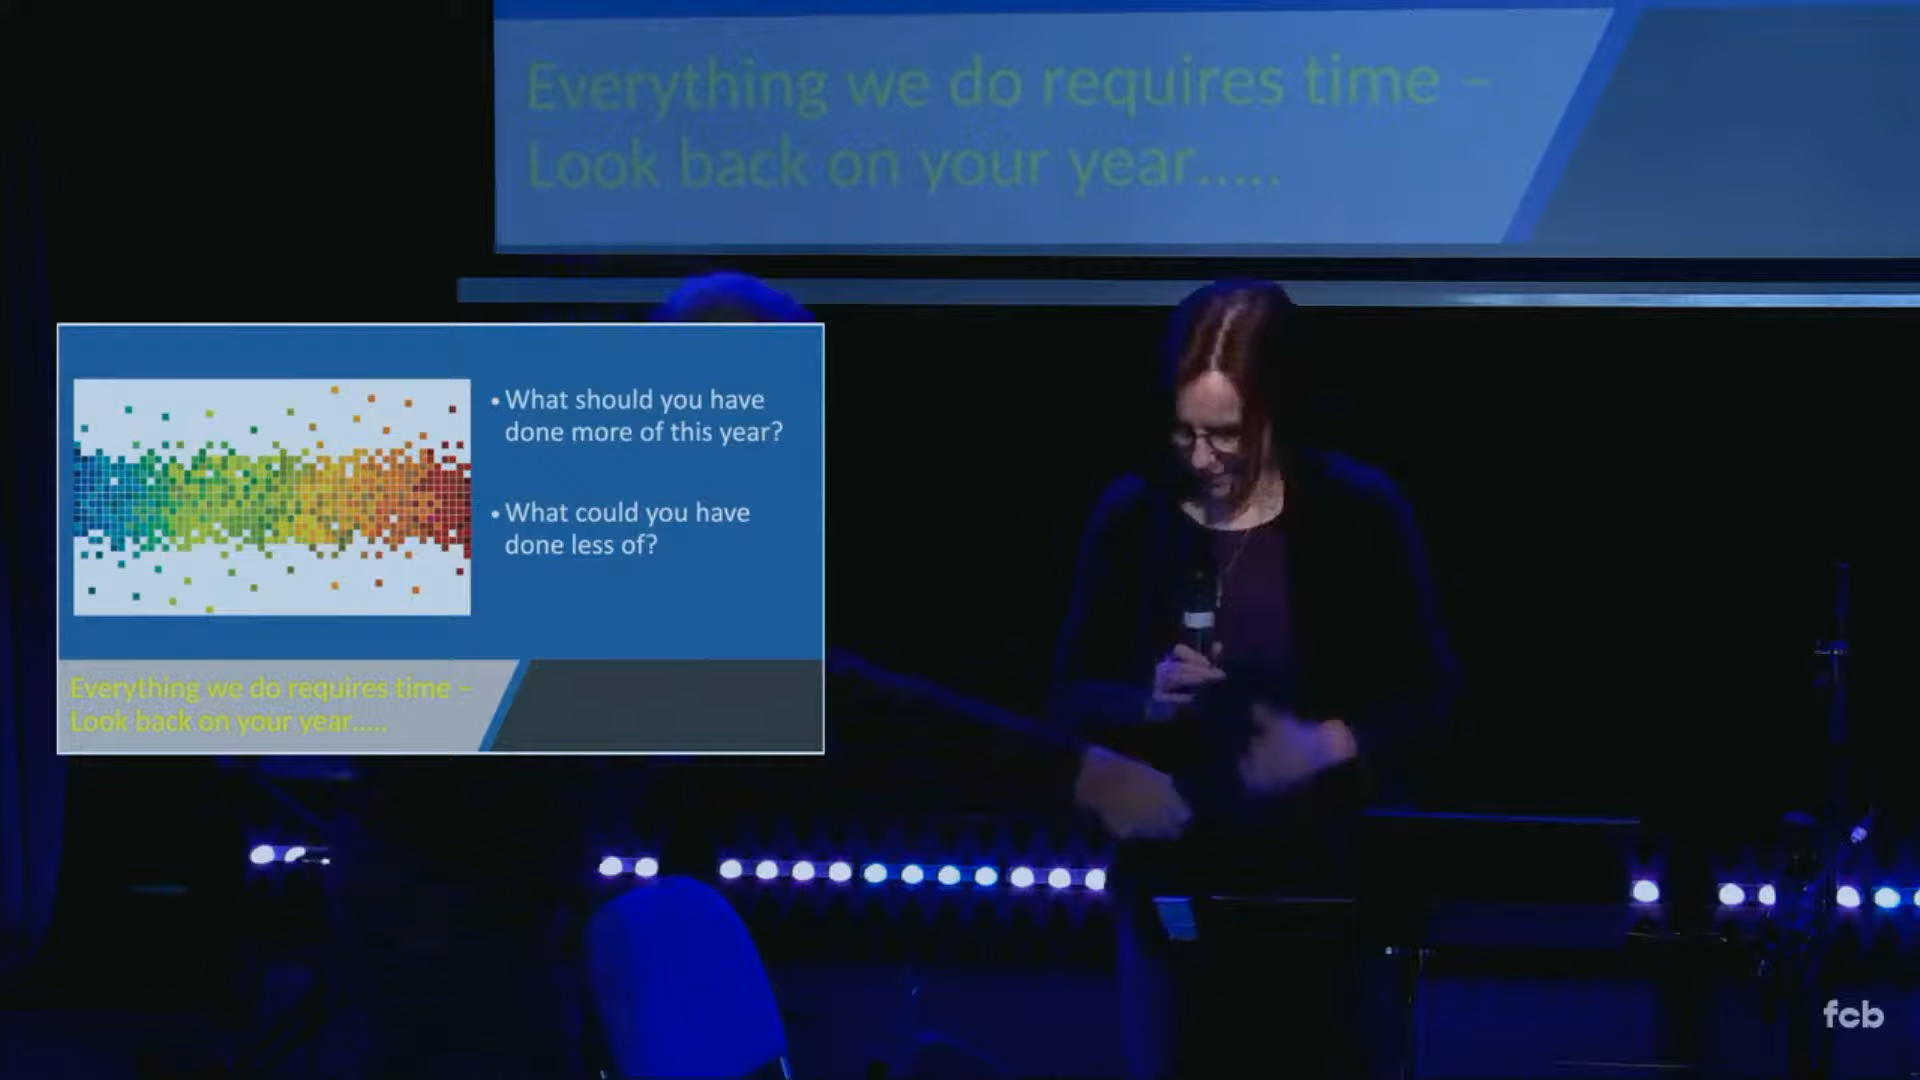 Everything we do requires time –
Look back on your year.....
• What should you have
done more of this year?
• What could you have
done less of?
Everything we do requires time –
Look back on your year.....
fcb